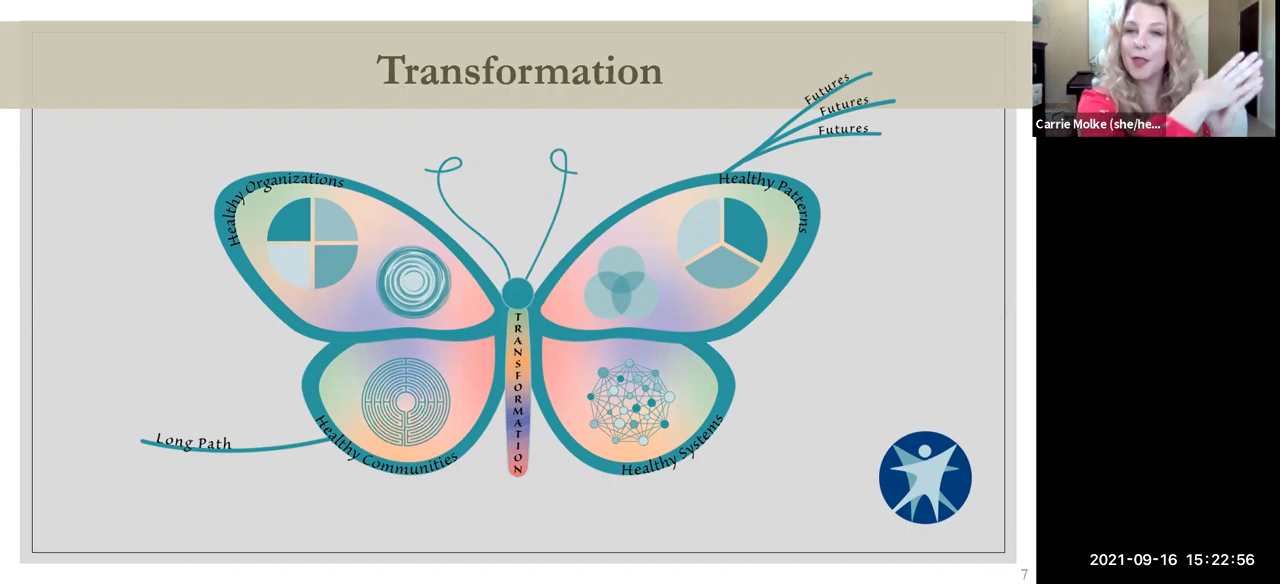 Transformation
Futures
Futures
Futures
Healthy Organizations
Healthy Patterns
TRANSFORMATION
Long Path
Healthy Communities
Healthy Systems
Carrie Molke (she/he...
2021-09-16 15:22:56
7